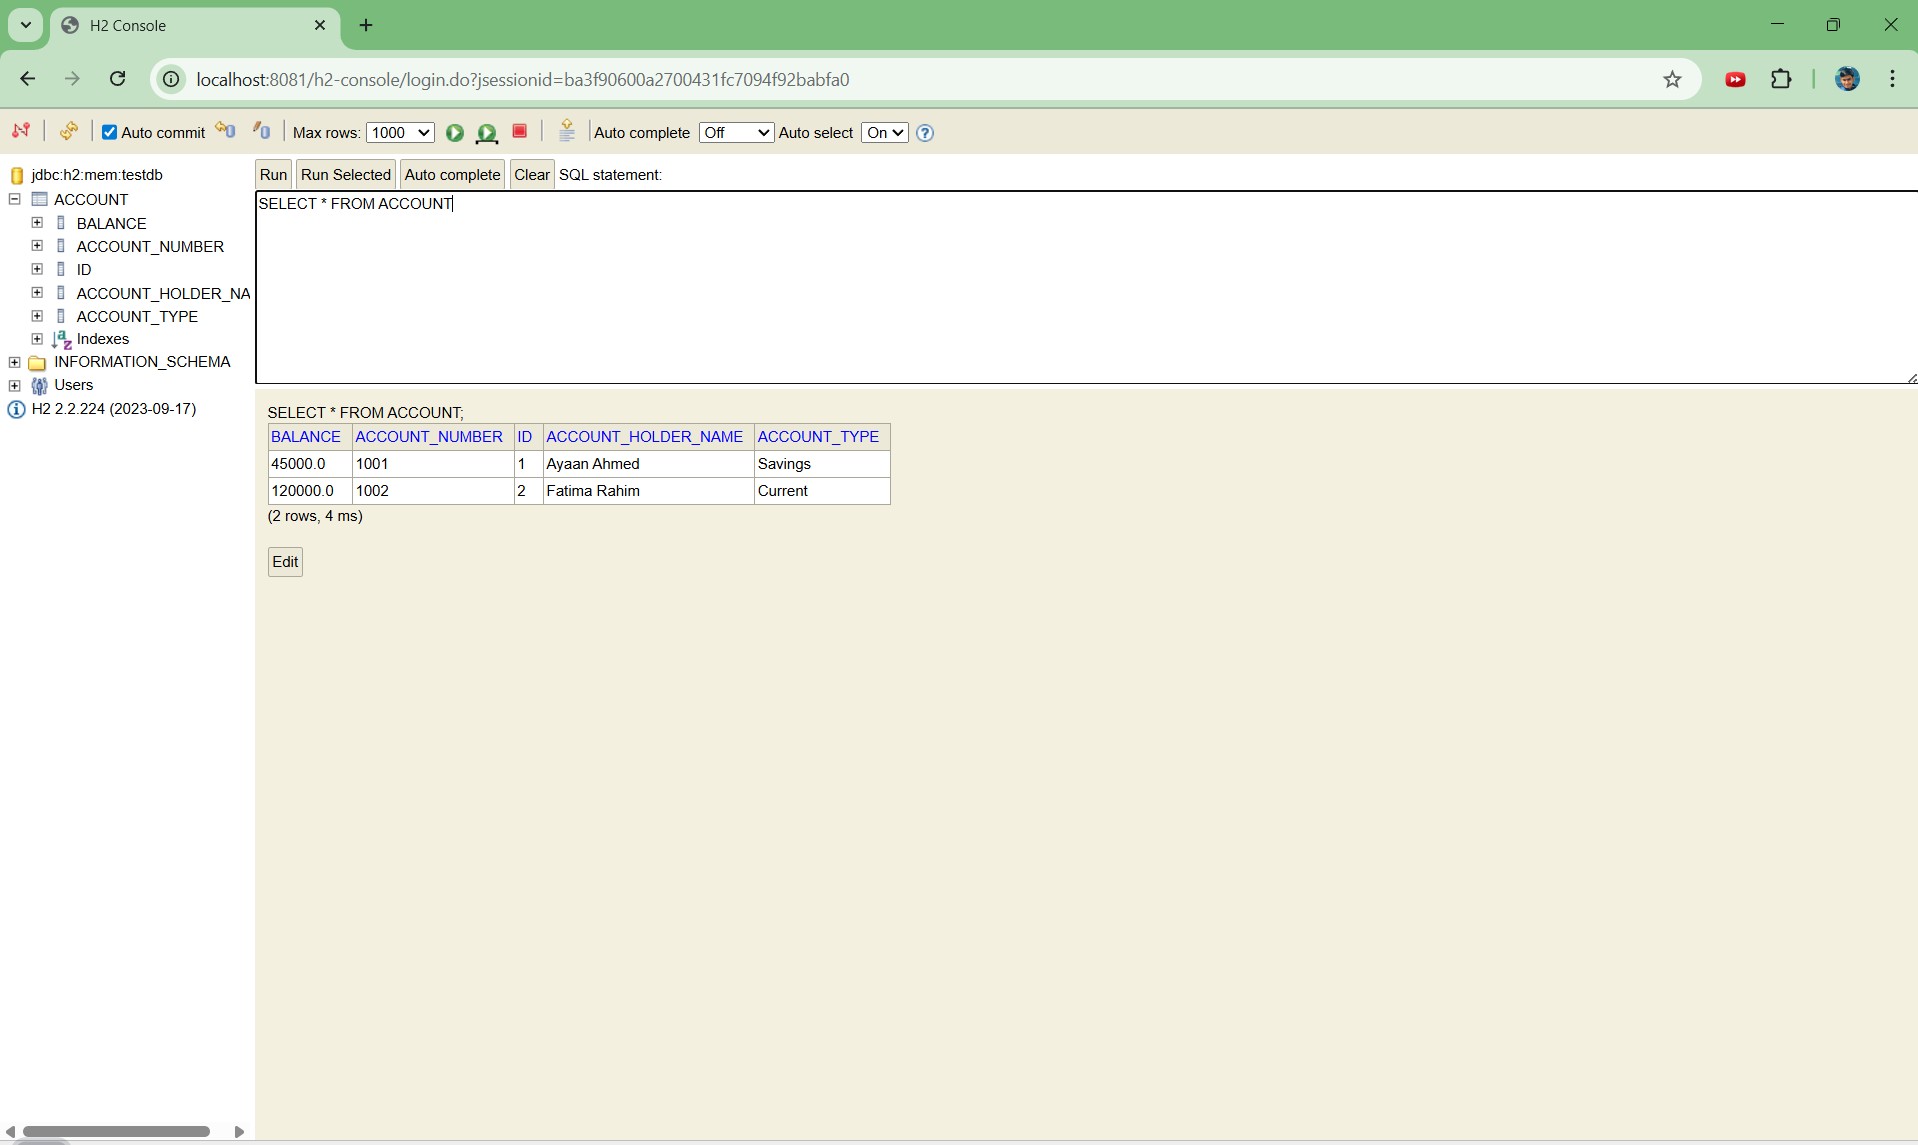 H2 Console
localhost:8081/h2-console/login.do?jsessionid=ba3f90600a2700431fc7094f92babfa0
Auto commit Max rows: 1000 Auto complete Off Auto select On
jdbc:h2:mem:testdb
ACCOUNT
BALANCE
ACCOUNT_NUMBER
ID
ACCOUNT_HOLDER_NA
ACCOUNT_TYPE
Indexes
INFORMATION_SCHEMA
Users
H2 2.2.224 (2023-09-17)
Run Run Selected Auto complete Clear SQL statement:
SELECT * FROM ACCOUNT
SELECT * FROM ACCOUNT;
BALANCE ACCOUNT_NUMBER ID ACCOUNT_HOLDER_NAME ACCOUNT_TYPE
45000.0 1001 1 Ayaan Ahmed Savings
120000.0 1002 2 Fatima Rahim Current
(2 rows, 4 ms)
Edit